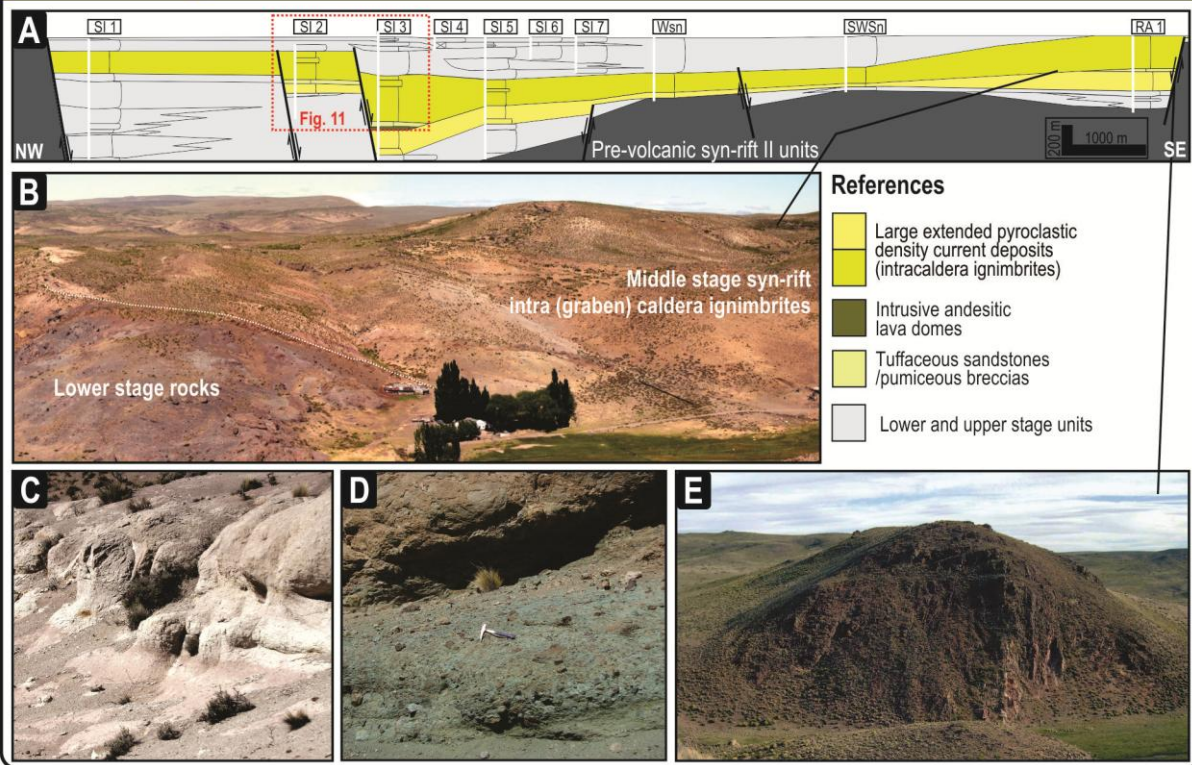 A
SI 1
SI 2
SI 3
SI 4
SI 5
SI 6
SI 7
Wsn
SWSn
RA 1
Fig. 11
Pre-volcanic syn-rift II units
200 m
1000 m
NW
SE
B
Middle stage syn-rift
intra (graben) caldera ignimbrites
Lower stage rocks
References
Large extended pyroclastic
density current deposits
(intracaldera ignimbrites)
Intrusive andesitic
lava domes
Tuffaceous sandstones
/pumiceous breccias
Lower and upper stage units
C
D
E